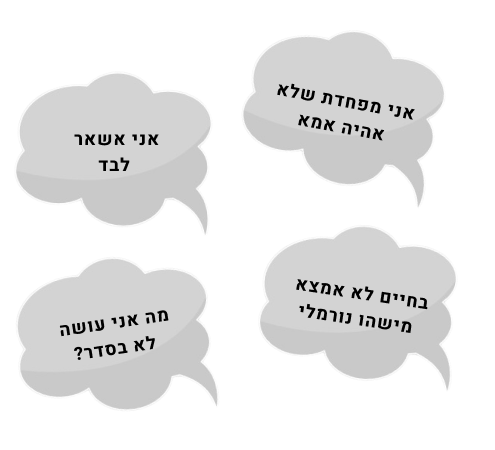 אני מפחדת שלא
אהיה אמא
אני אשאר
לבד
בחיים לא אמצא
מישהו נורמלי
מה אני עושה
לא בסדר?